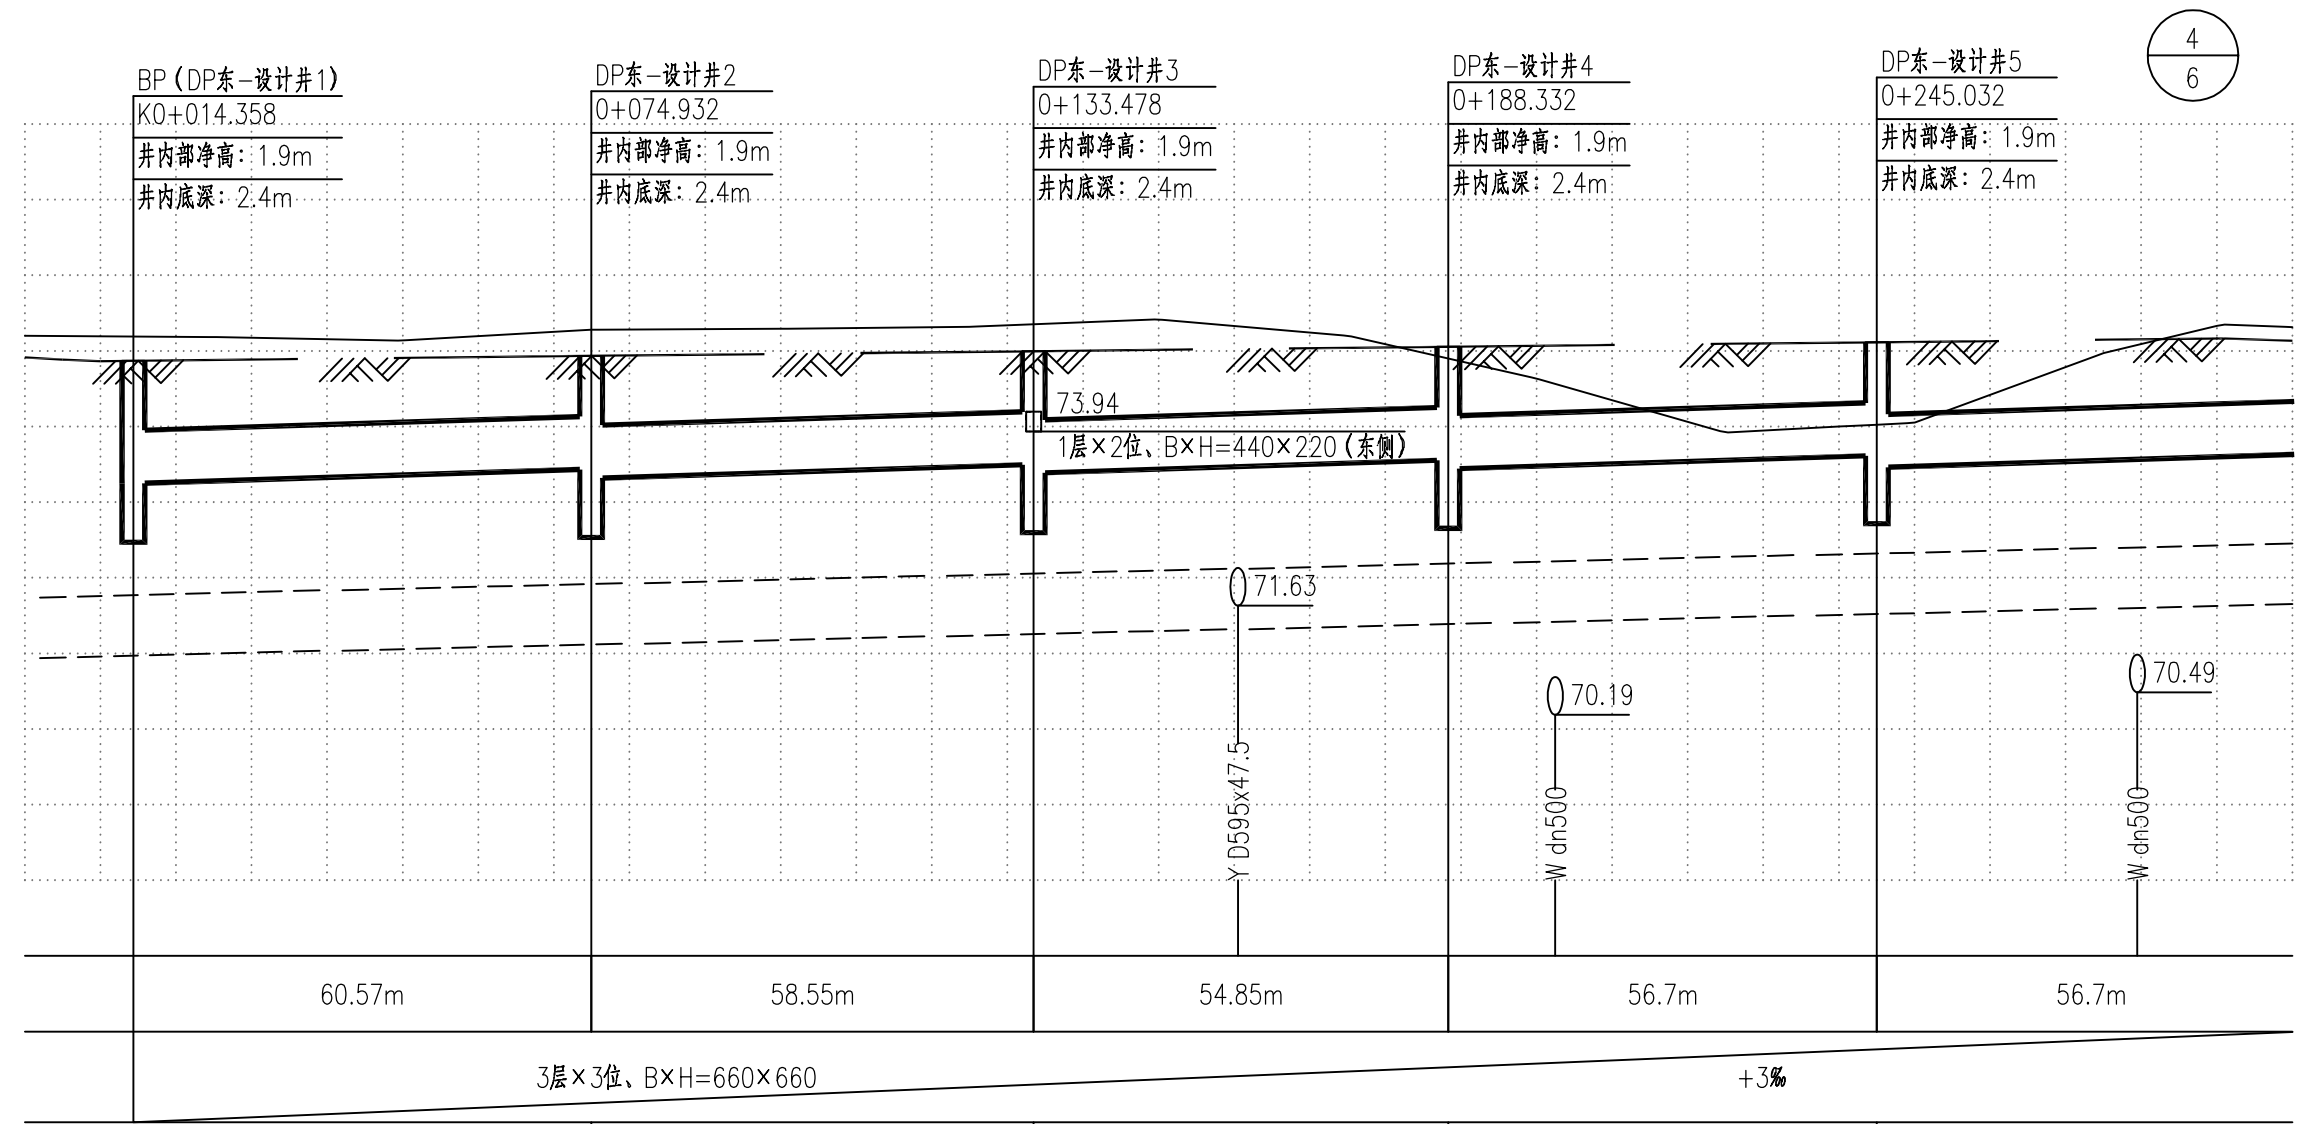 4
6
BP(DP东-设计井1)
K0+014.358
井内部净高: 1.9m
井内底深: 2.4m
DP东-设计井2
0+074.932
井内部净高: 1.9m
井内底深: 2.4m
DP东-设计井3
0+133.478
井内部净高: 1.9m
井内底深: 2.4m
DP东-设计井4
0+188.332
井内部净高: 1.9m
井内底深: 2.4m
DP东-设计井5
0+245.032
井内部净高: 1.9m
井内底深: 2.4m
73.94
1层×2位、B×H=440×220(东侧)
71.63
Y D595x47.5
70.19
W dn500
70.49
W dn500
60.57m
58.55m
54.85m
56.7m
56.7m
3层×3位、B×H=660×660
+3‰